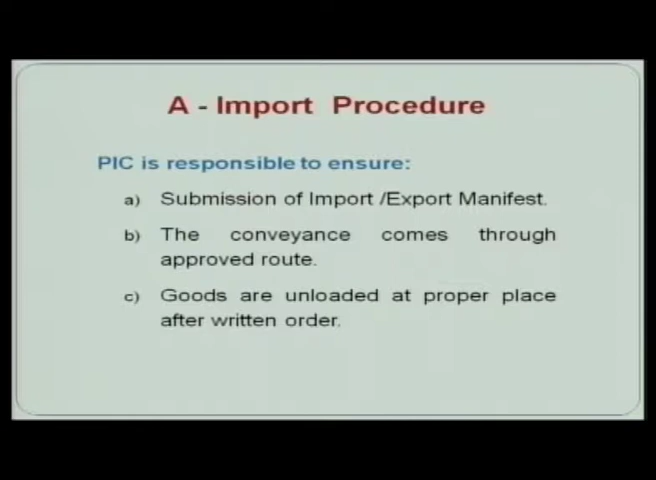 A - Import Procedure
PIC is responsible to ensure:
a) Submission of Import /Export Manifest.
b) The conveyance comes through
approved route.
c) Goods are unloaded at proper place
after written order.